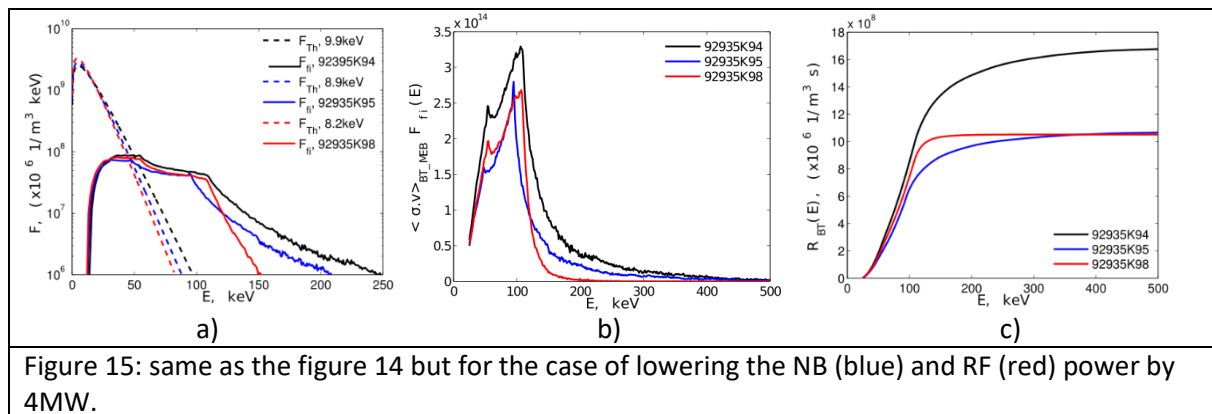 10^10
10^9
10^8
10^7
10^6
F, (x10^6 1/m^3 keV)
F_Th, 9.9keV
F_fi, 92395K94
F_Th, 8.9keV
F_fi, 92935K95
F_Th, 8.2keV
F_fi, 92935K98
0 50 100 150 200 250
E, keV
a)
x 10^14
3.5
3.0
2.5
2.0
1.5
1.0
0.5
0
< σ.v>_BT_MEB F_fi(E)
92935K94
92935K95
92935K98
0 100 200 300 400 500
E, keV
b)
x 10^8
18
16
14
12
10
8
6
4
2
0
R_BT(E), (x10^6 1/m^3 s)
92935K94
92935K95
92935K98
0 100 200 300 400 500
E, keV
c)
Figure 15: same as the figure 14 but for the case of lowering the NB (blue) and RF (red) power by
4MW.